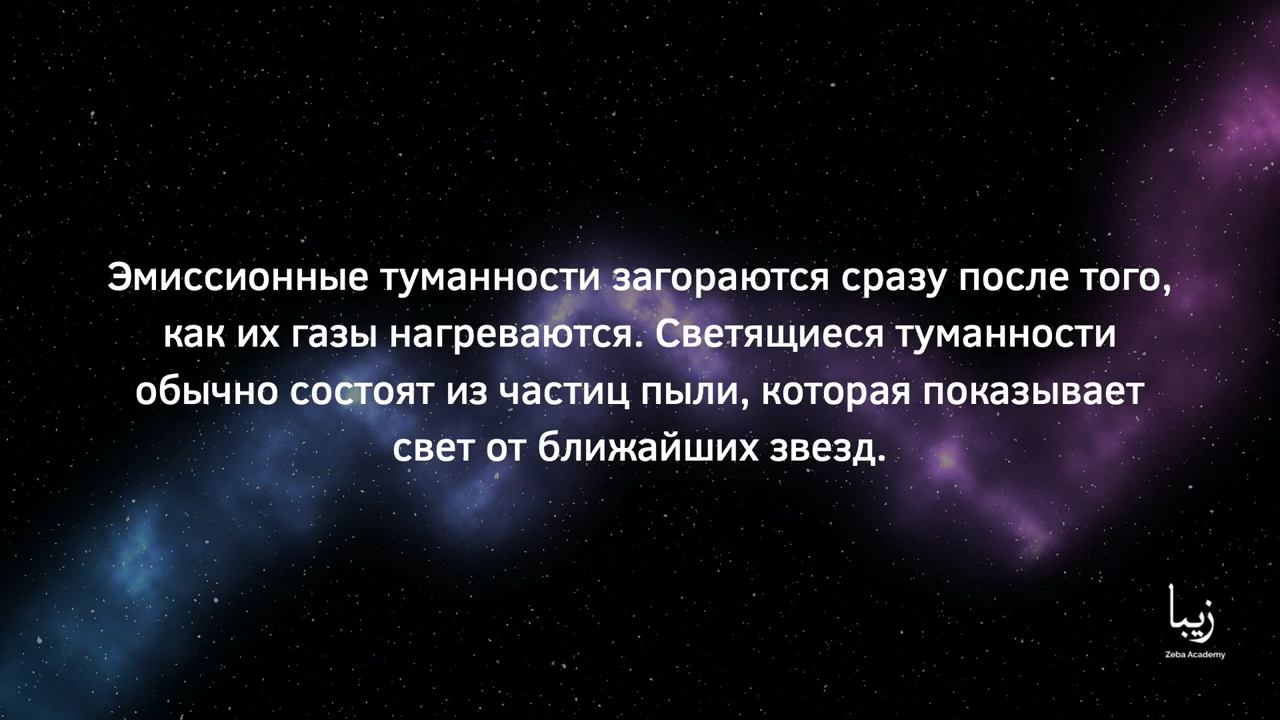 Эмиссионные туманности загораются сразу после того,
как их газы нагреваются. Светящиеся туманности
обычно состоят из частиц пыли, которая показывает
свет от ближайших звезд.
زیبا
Zeba Academy